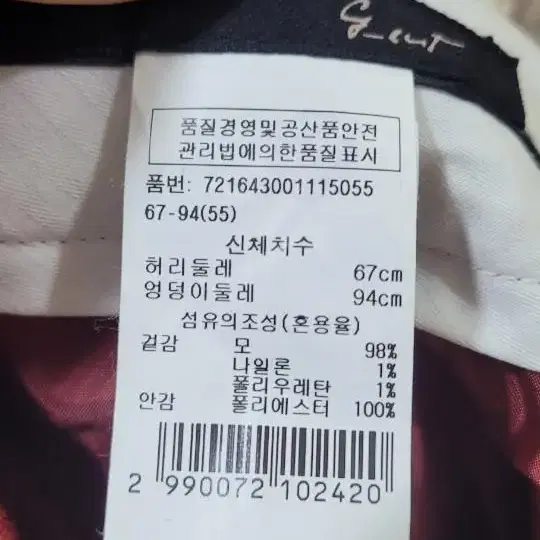 g_cut
품질경영및공산품안전
관리법에의한품질표시
품번: 721643001115055
67-94(55)
신체치수
허리둘레 67cm
엉덩이둘레 94cm
섬유의조성(혼용율)
겉감 모 98%
나일론 1%
폴리우레탄 1%
안감 폴리에스터 100%
2 990072 102420